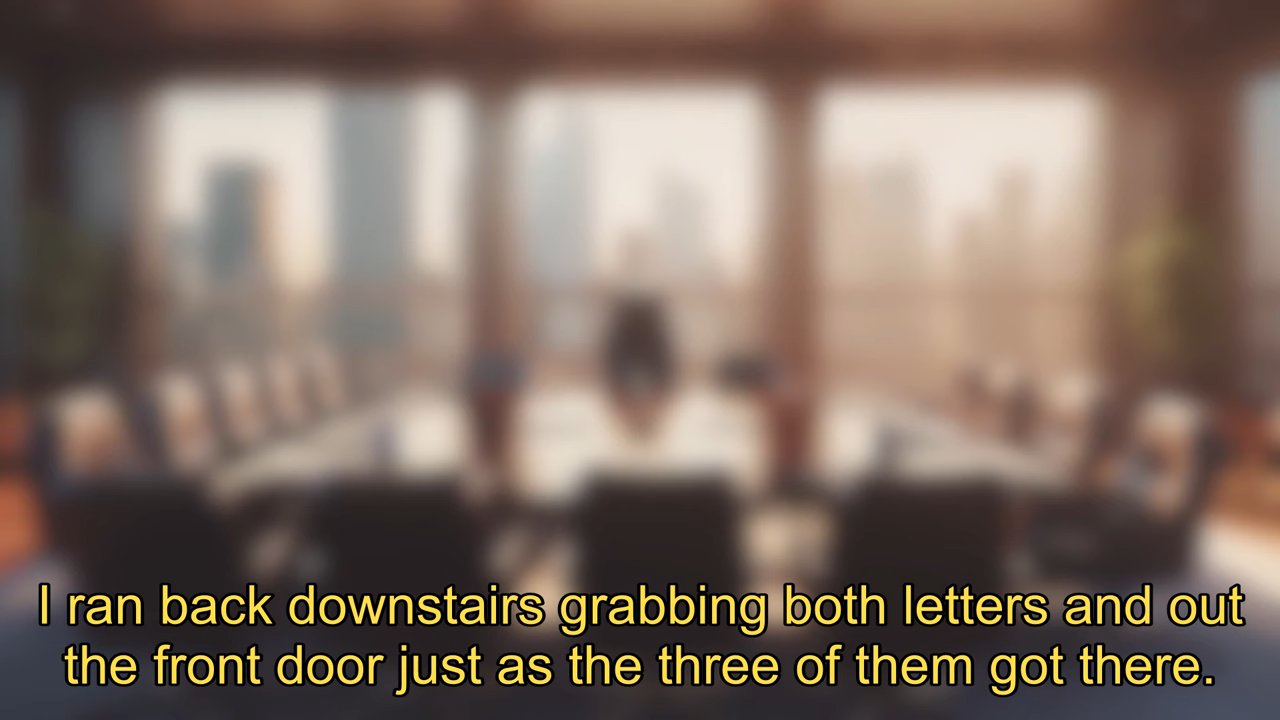 I ran back downstairs grabbing both letters and out
the front door just as the three of them got there.